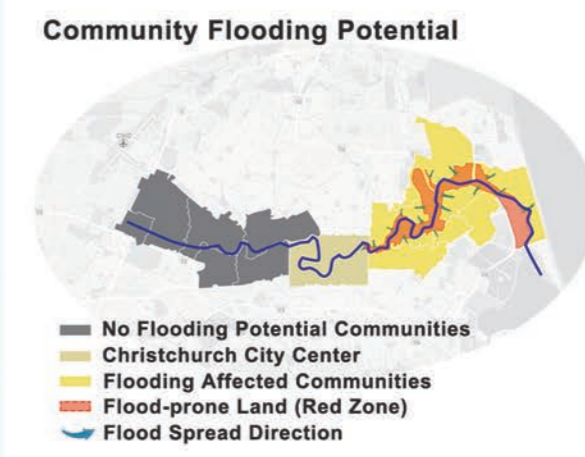 Community Flooding Potential
No Flooding Potential Communities
Christchurch City Center
Flooding Affected Communities
Flood-prone Land (Red Zone)
Flood Spread Direction